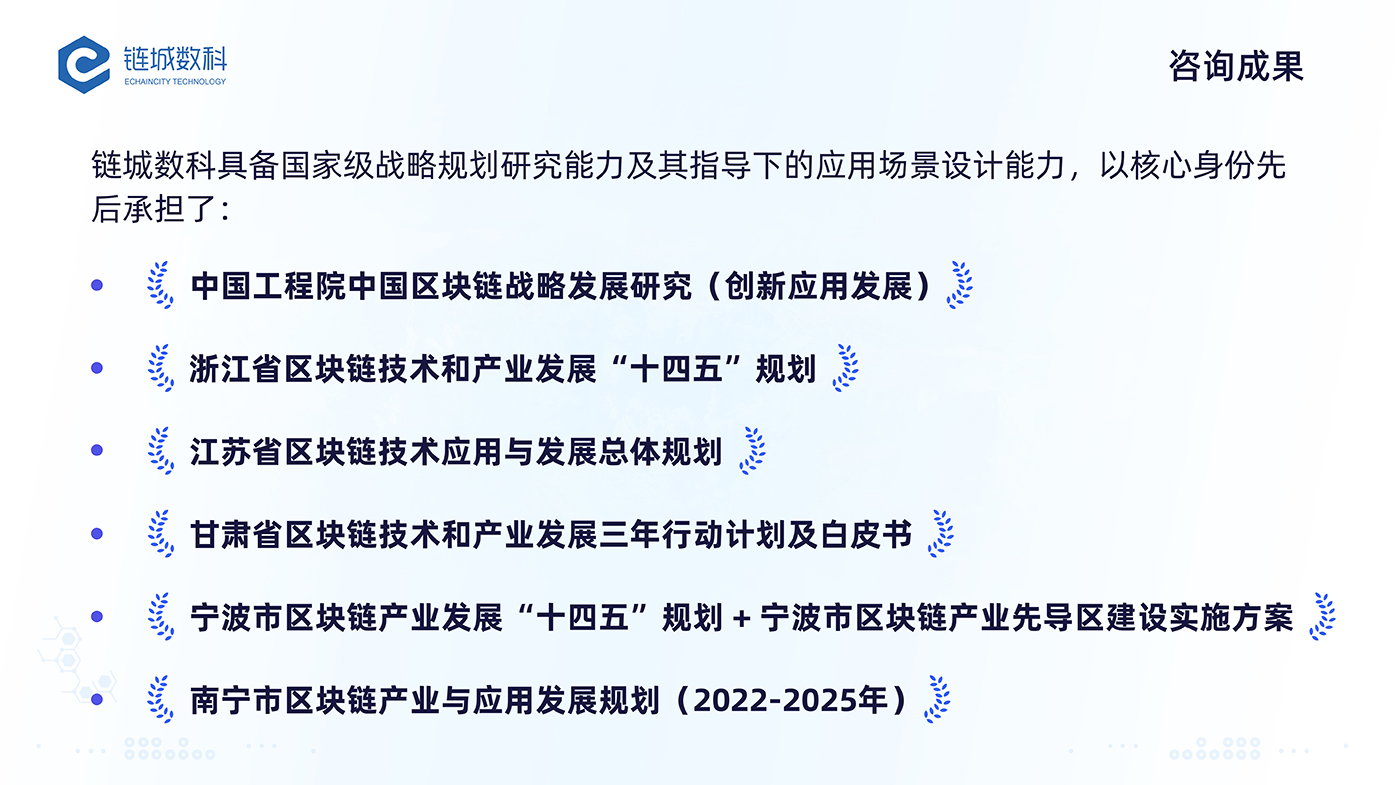 链城数科
ECHAINCITY TECHNOLOGY
咨询成果
链城数科具备国家级战略规划研究能力及其指导下的应用场景设计能力，以核心身份先
后承担了：
中国工程院中国区块链战略发展研究（创新应用发展）
浙江省区块链技术和产业发展“十四五”规划
江苏省区块链技术应用与发展总体规划
甘肃省区块链技术和产业发展三年行动计划及白皮书
宁波市区块链产业发展“十四五”规划 + 宁波市区块链产业先导区建设实施方案
南宁市区块链产业与应用发展规划（2022-2025年）